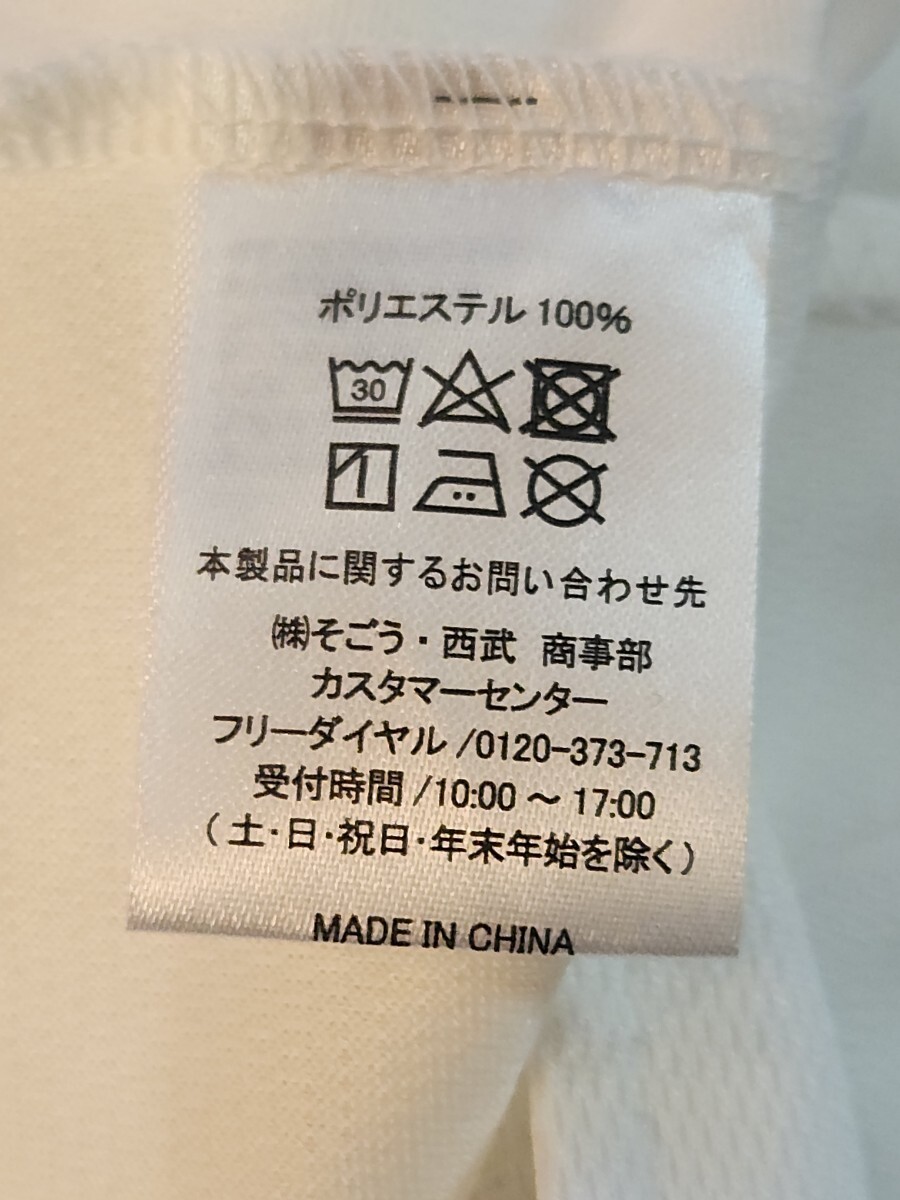 ポリエステル 100%
30
本製品に関するお問い合わせ先
㈱そごう・西武 商事部
カスタマーセンター
フリーダイヤル /0120-373-713
受付時間 /10:00 ～ 17:00
( 土・日・祝日・年末年始を除く )
MADE IN CHINA